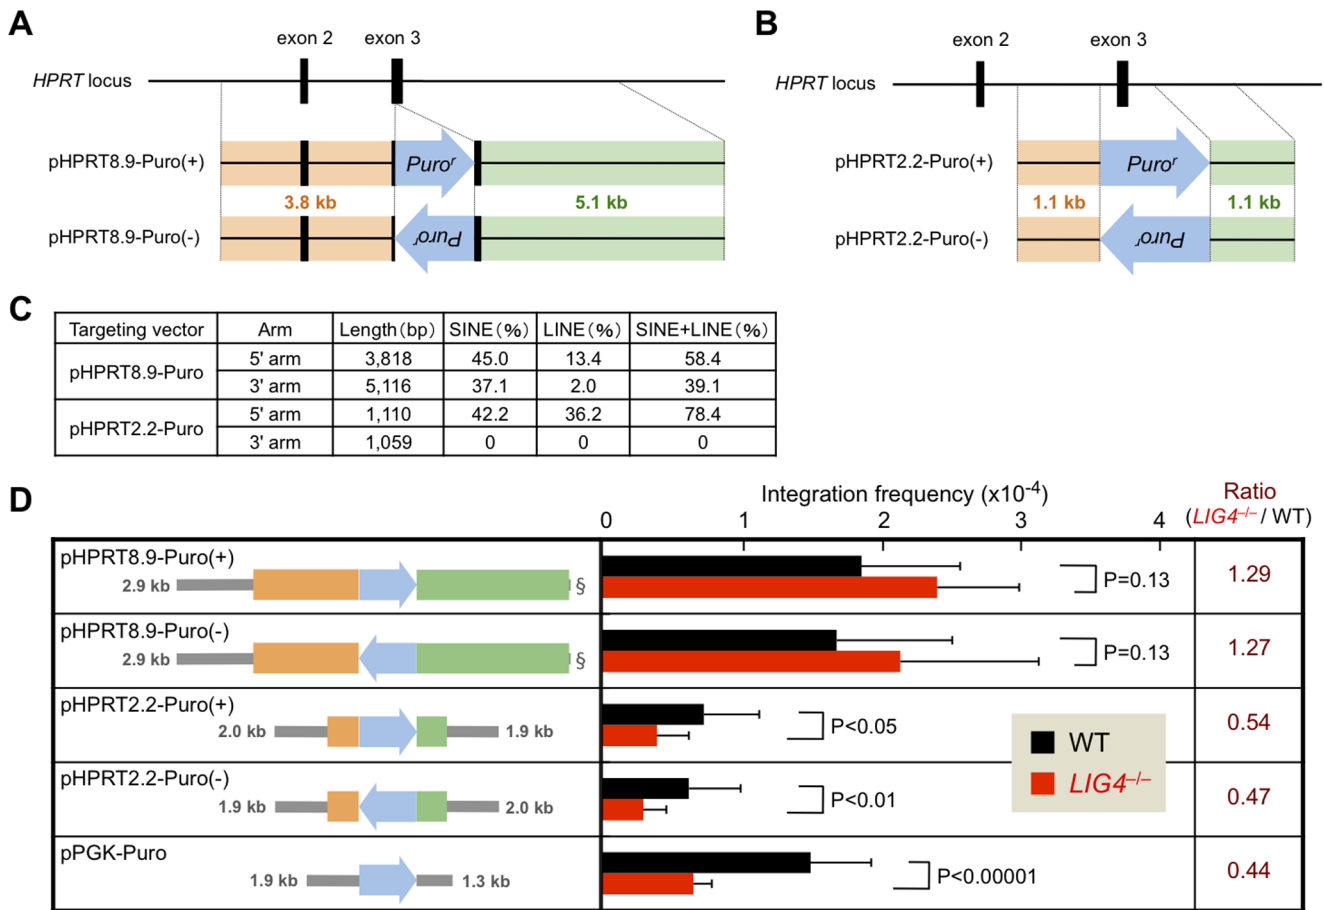 A
exon 2
exon 3
HPRT locus
pHPRT8.9-Puro(+)
Puroʳ
3.8 kb
5.1 kb
pHPRT8.9-Puro(-)
Puroʳ
B
exon 2
exon 3
HPRT locus
pHPRT2.2-Puro(+)
Puroʳ
1.1 kb
1.1 kb
pHPRT2.2-Puro(-)
Puroʳ
C
Targeting vector Arm Length(bp) SINE(%) LINE(%) SINE+LINE(%)
pHPRT8.9-Puro
5' arm 3,818 45.0 13.4 58.4
3' arm 5,116 37.1 2.0 39.1
pHPRT2.2-Puro
5' arm 1,110 42.2 36.2 78.4
3' arm 1,059 0 0 0
D
Integration frequency (x10⁻⁴)
Ratio
(LIG4⁻/⁻ / WT)
0 1 2 3 4
pHPRT8.9-Puro(+)
2.9 kb § P=0.13 1.29
pHPRT8.9-Puro(-)
2.9 kb § P=0.13 1.27
pHPRT2.2-Puro(+)
2.0 kb 1.9 kb P<0.05 0.54
pHPRT2.2-Puro(-)
1.9 kb 2.0 kb P<0.01 0.47
WT
LIG4⁻/⁻
pPGK-Puro
1.9 kb 1.3 kb P<0.00001 0.44